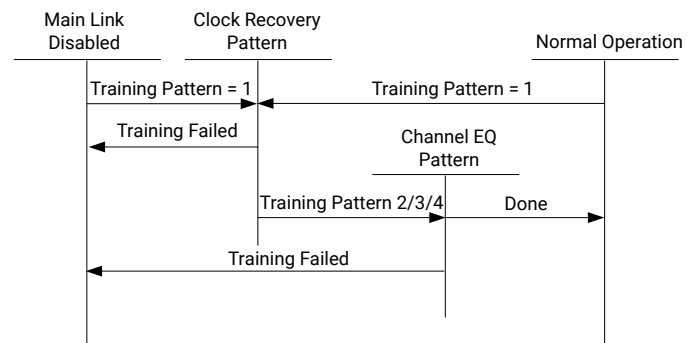 Main Link
Disabled
Clock Recovery
Pattern
Normal Operation
Training Pattern = 1
Training Pattern = 1
Training Failed
Channel EQ
Pattern
Training Pattern 2/3/4
Done
Training Failed